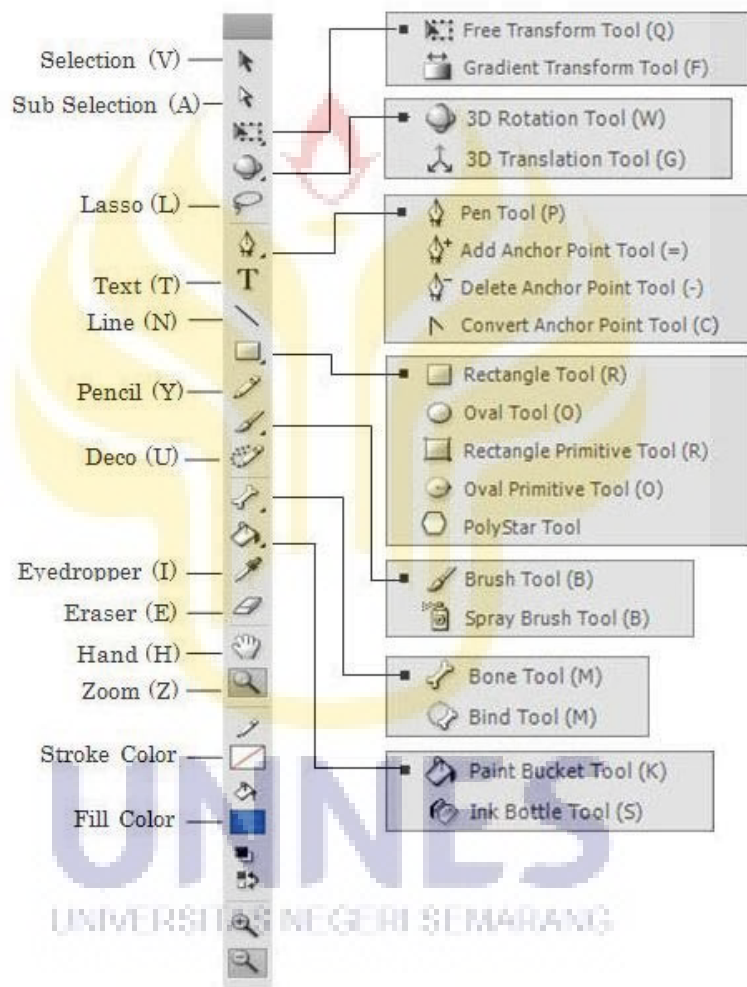 Selection (V)
Sub Selection (A)
Lasso (L)
Text (T)
Line (N)
Pencil (Y)
Deco (U)
Eyedropper (I)
Eraser (E)
Hand (H)
Zoom (Z)
Stroke Color
Fill Color
T
Free Transform Tool (Q)
Gradient Transform Tool (F)
3D Rotation Tool (W)
3D Translation Tool (G)
Pen Tool (P)
Add Anchor Point Tool (=)
Delete Anchor Point Tool (-)
Convert Anchor Point Tool (C)
Rectangle Tool (R)
Oval Tool (O)
Rectangle Primitive Tool (R)
Oval Primitive Tool (O)
PolyStar Tool
Brush Tool (B)
Spray Brush Tool (B)
Bone Tool (M)
Bind Tool (M)
Paint Bucket Tool (K)
Ink Bottle Tool (S)
UNNES
UNIVERSITAS NEGERI SEMARANG